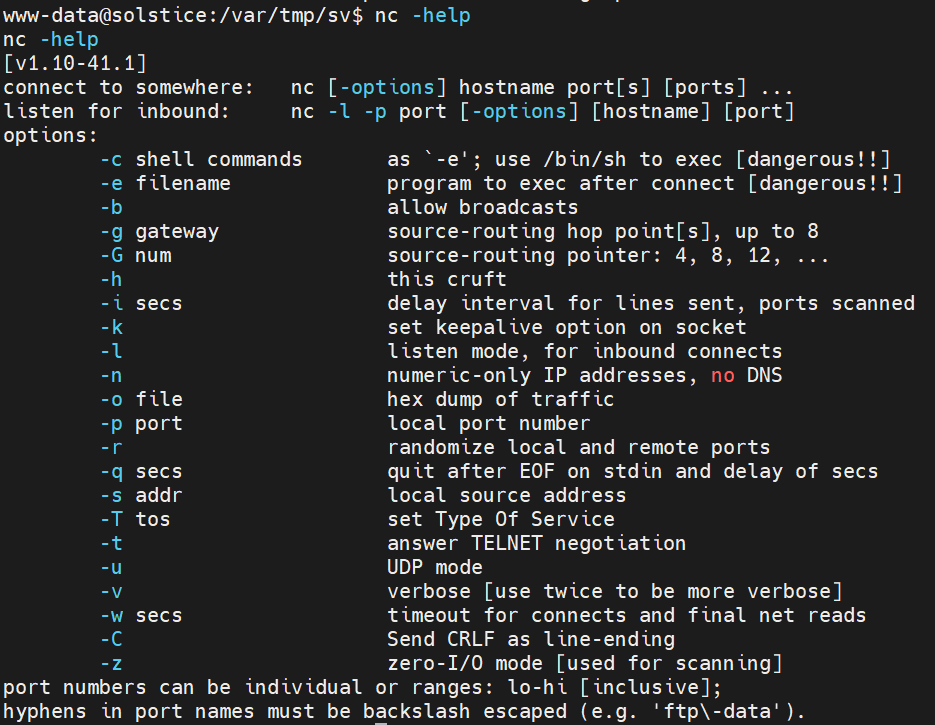 www-data@solstice:/var/tmp/sv$ nc -help
nc -help
[v1.10-41.1]
connect to somewhere:   nc [-options] hostname port[s] [ports] ...
listen for inbound:     nc -l -p port [-options] [hostname] [port]
options:
        -c shell commands       as `-e'; use /bin/sh to exec [dangerous!!]
        -e filename             program to exec after connect [dangerous!!]
        -b                      allow broadcasts
        -g gateway              source-routing hop point[s], up to 8
        -G num                  source-routing pointer: 4, 8, 12, ...
        -h                      this cruft
        -i secs                 delay interval for lines sent, ports scanned
        -k                      set keepalive option on socket
        -l                      listen mode, for inbound connects
        -n                      numeric-only IP addresses, no DNS
        -o file                 hex dump of traffic
        -p port                 local port number
        -r                      randomize local and remote ports
        -q secs                 quit after EOF on stdin and delay of secs
        -s addr                 local source address
        -T tos                  set Type Of Service
        -t                      answer TELNET negotiation
        -u                      UDP mode
        -v                      verbose [use twice to be more verbose]
        -w secs                 timeout for connects and final net reads
        -C                      Send CRLF as line-ending
        -z                      zero-I/O mode [used for scanning]
port numbers can be individual or ranges: lo-hi [inclusive];
hyphens in port names must be backslash escaped (e.g. 'ftp\-data').